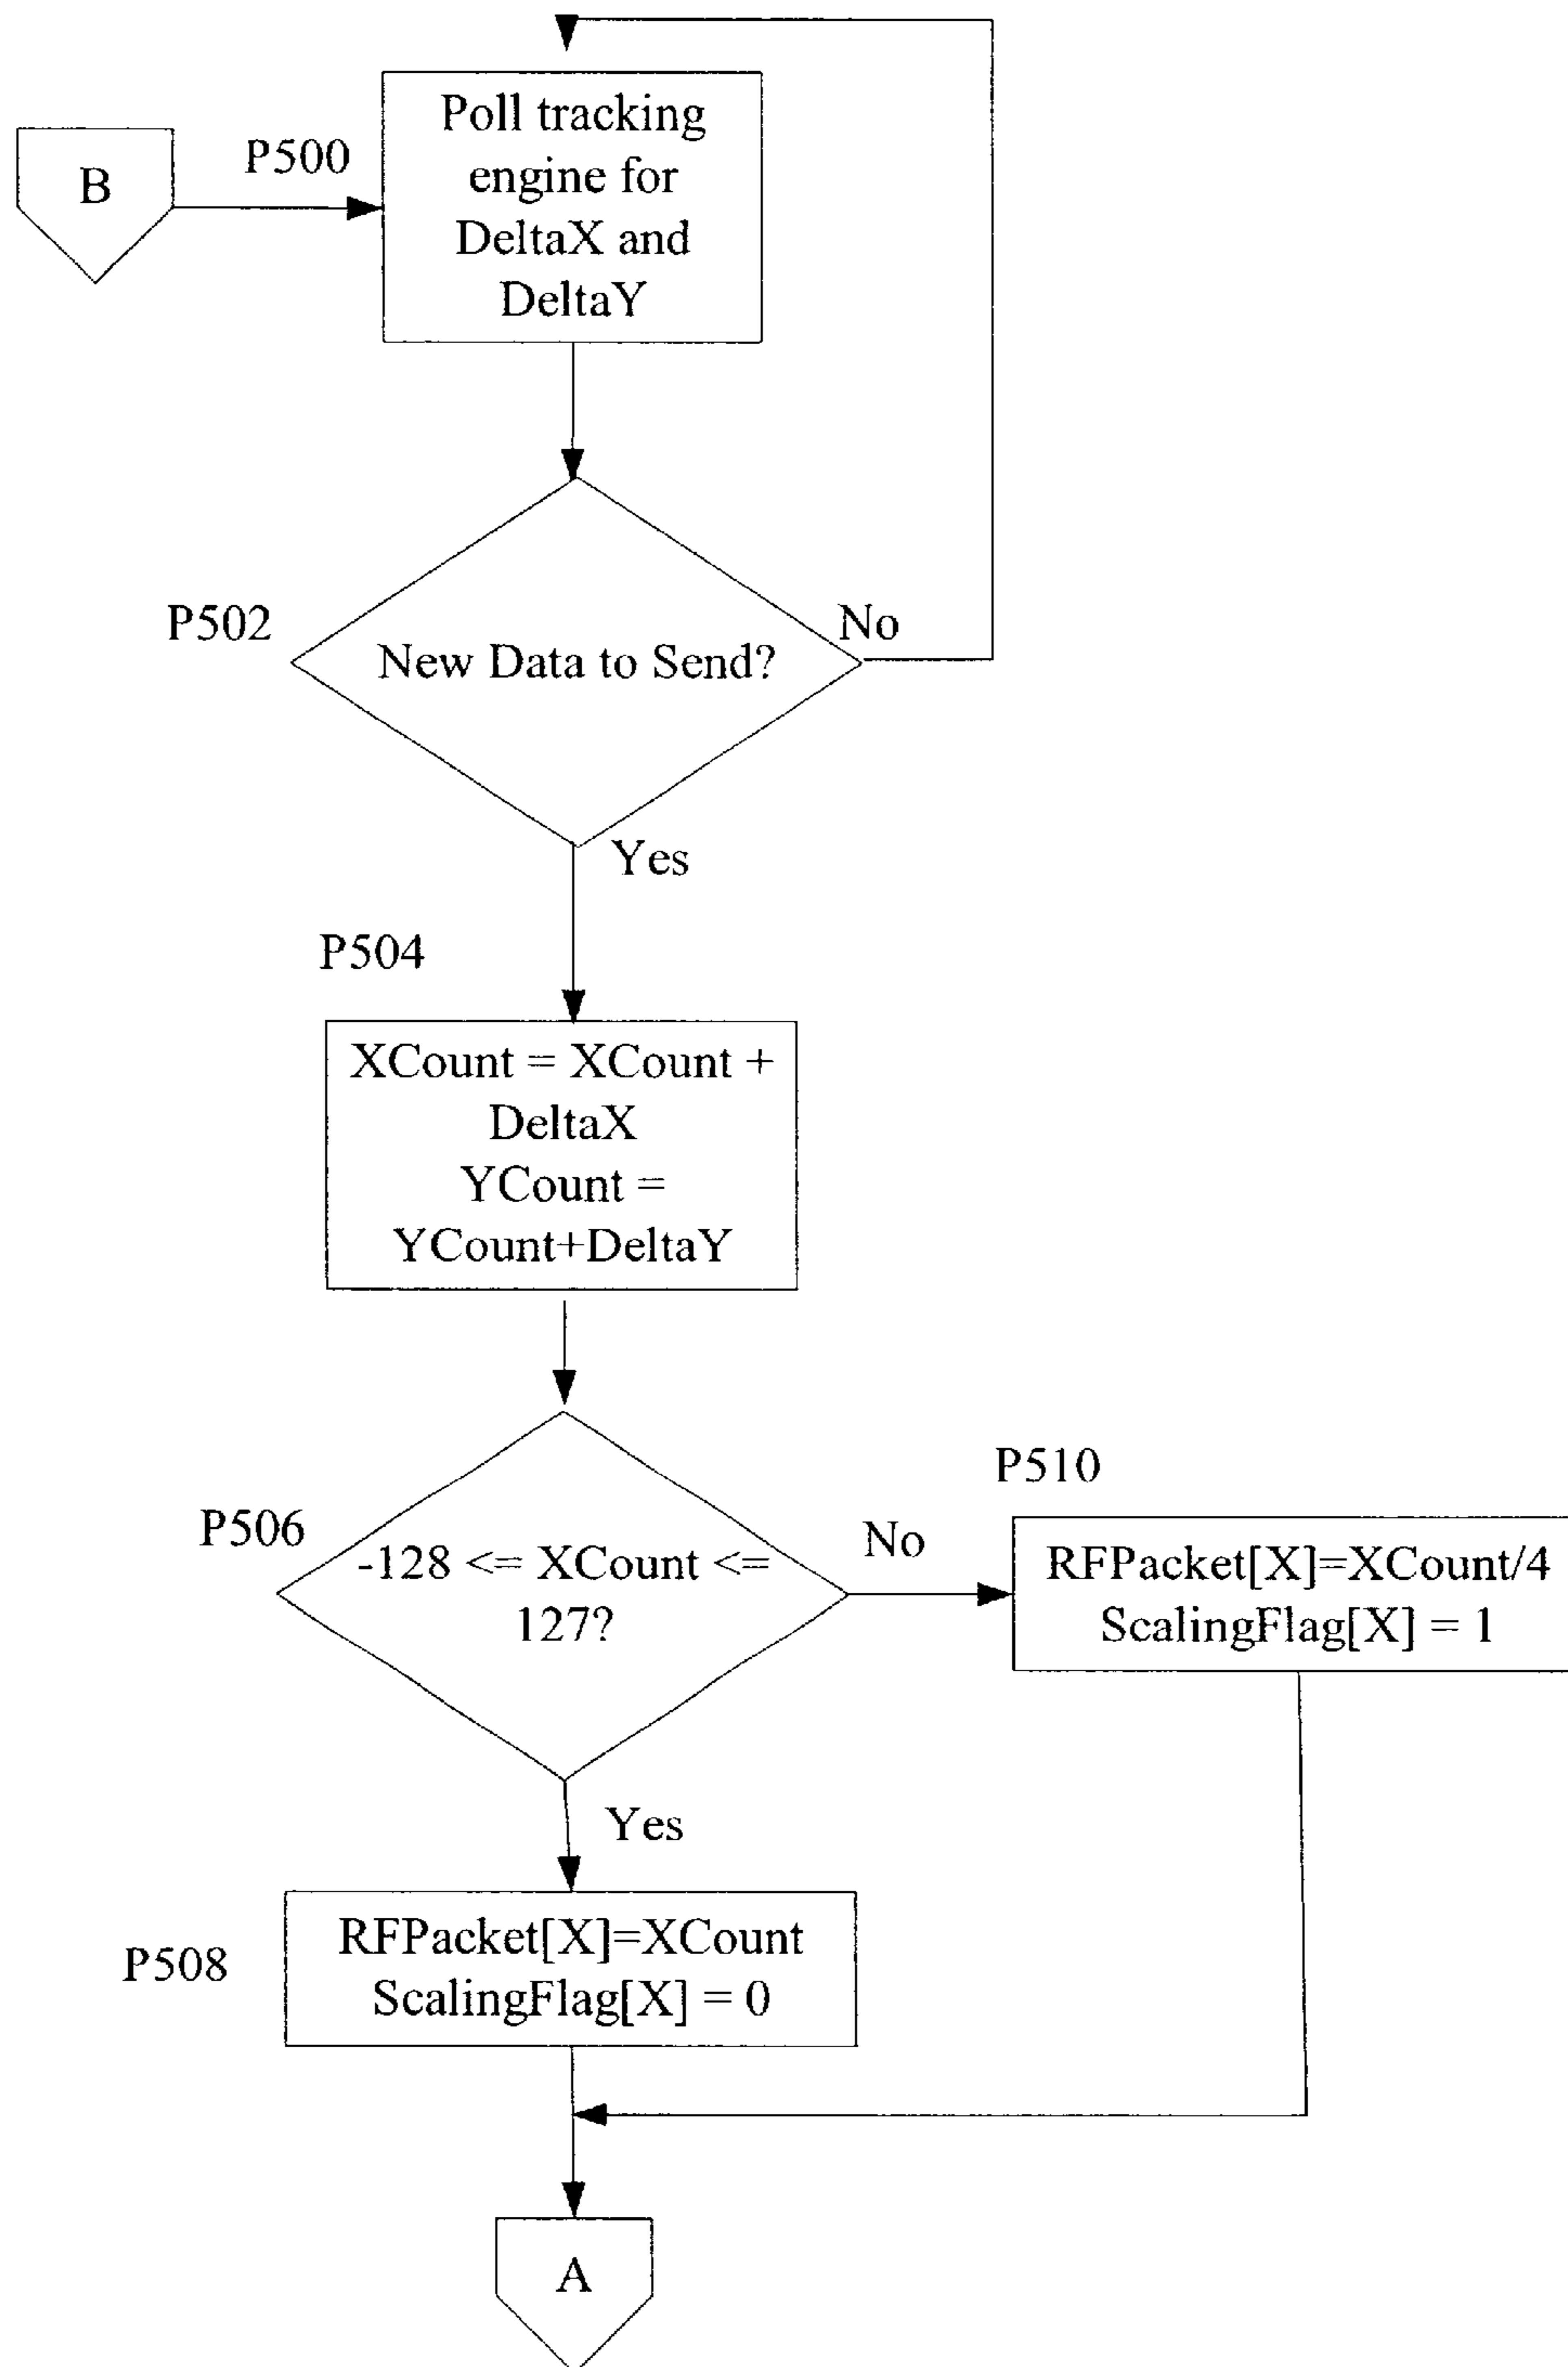 B
P500
Poll tracking
engine for
DeltaX and
DeltaY
P502
New Data to Send?
No
Yes
P504
XCount = XCount +
DeltaX
YCount =
YCount+DeltaY
P506
-128 <= XCount <=
127?
No
P510
RFPacket[X]=XCount/4
ScalingFlag[X] = 1
Yes
P508
RFPacket[X]=XCount
ScalingFlag[X] = 0
A